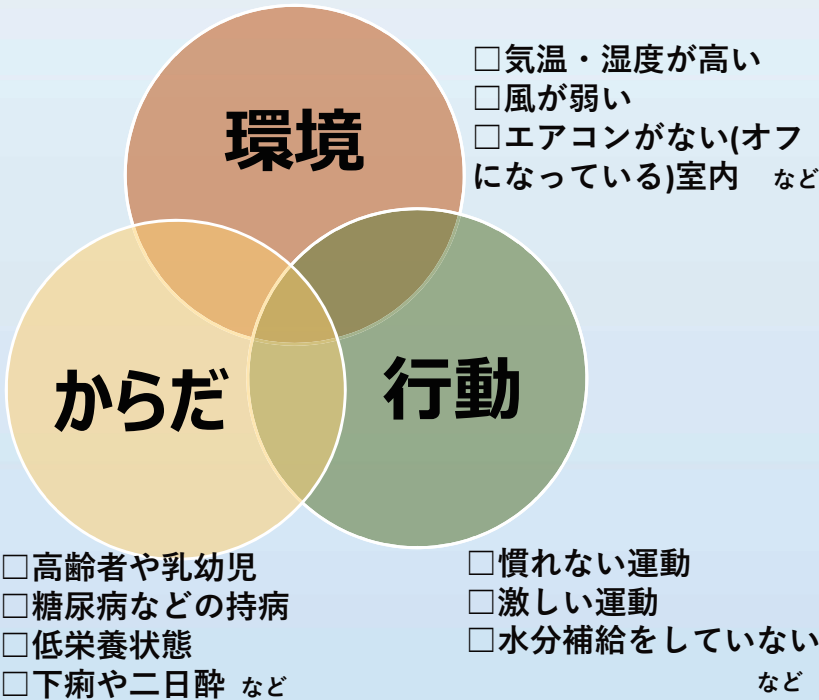 環境
□気温・湿度が高い
□風が弱い
□エアコンがない(オフ
になっている)室内　など
からだ
□高齢者や乳幼児
□糖尿病などの持病
□低栄養状態
□下痢や二日酔 など
行動
□慣れない運動
□激しい運動
□水分補給をしていない
など